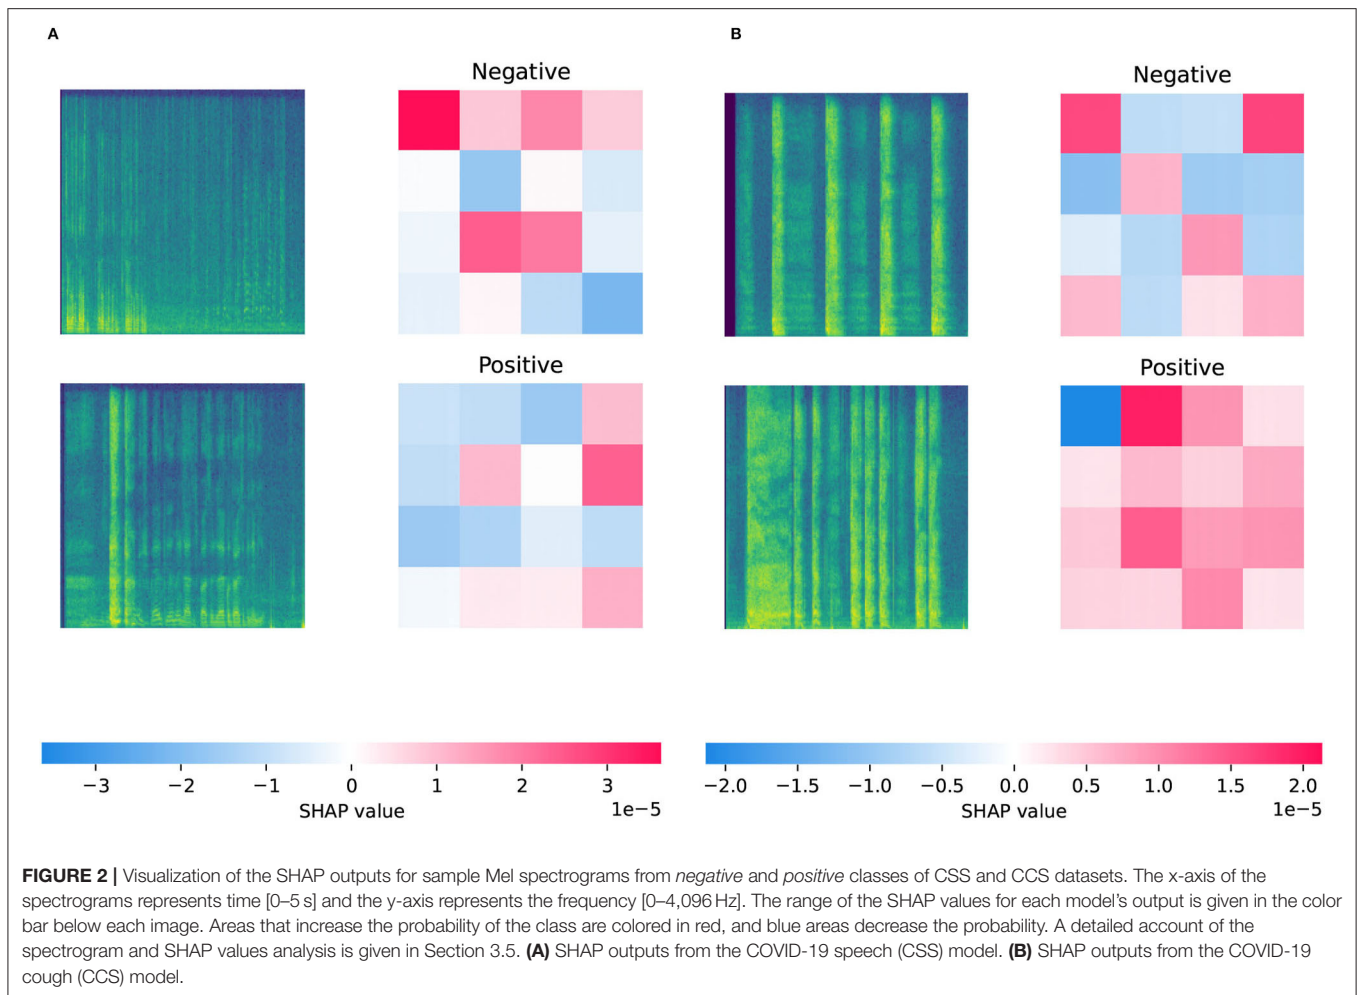 A
B
Negative
Negative
Positive
Positive
−3 −2 −1 0 1 2 3
SHAP value 1e−5
−2.0 −1.5 −1.0 −0.5 0.0 0.5 1.0 1.5 2.0
SHAP value 1e−5
FIGURE 2 | Visualization of the SHAP outputs for sample Mel spectrograms from negative and positive classes of CSS and CCS datasets. The x-axis of the
spectrograms represents time [0–5 s] and the y-axis represents the frequency [0–4,096 Hz]. The range of the SHAP values for each model's output is given in the color
bar below each image. Areas that increase the probability of the class are colored in red, and blue areas decrease the probability. A detailed account of the
spectrogram and SHAP values analysis is given in Section 3.5. (A) SHAP outputs from the COVID-19 speech (CSS) model. (B) SHAP outputs from the COVID-19
cough (CCS) model.